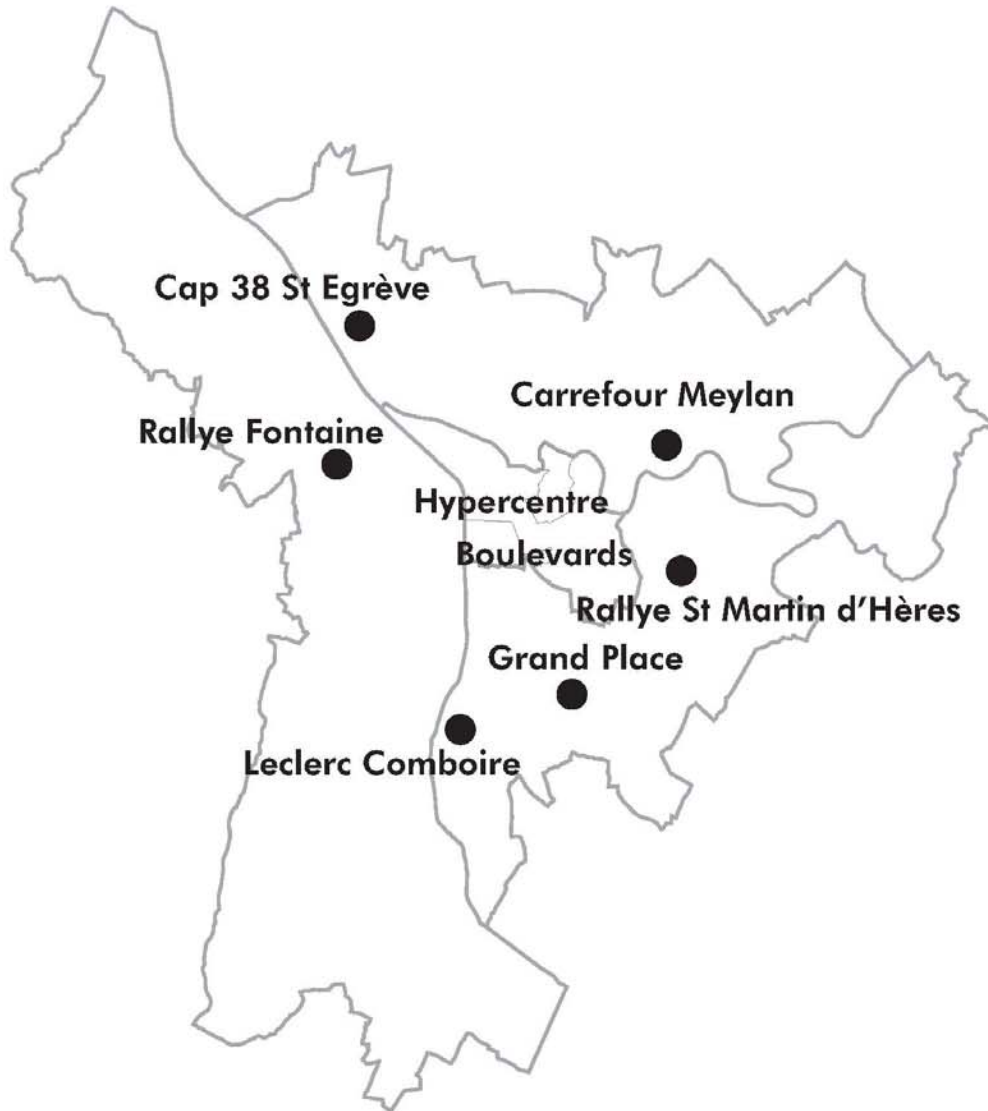 Cap 38 St Egrève
Carrefour Meylan
Rallye Fontaine
Hypercentre
Boulevards
Rallye St Martin d'Hères
Grand Place
Leclerc Comboire